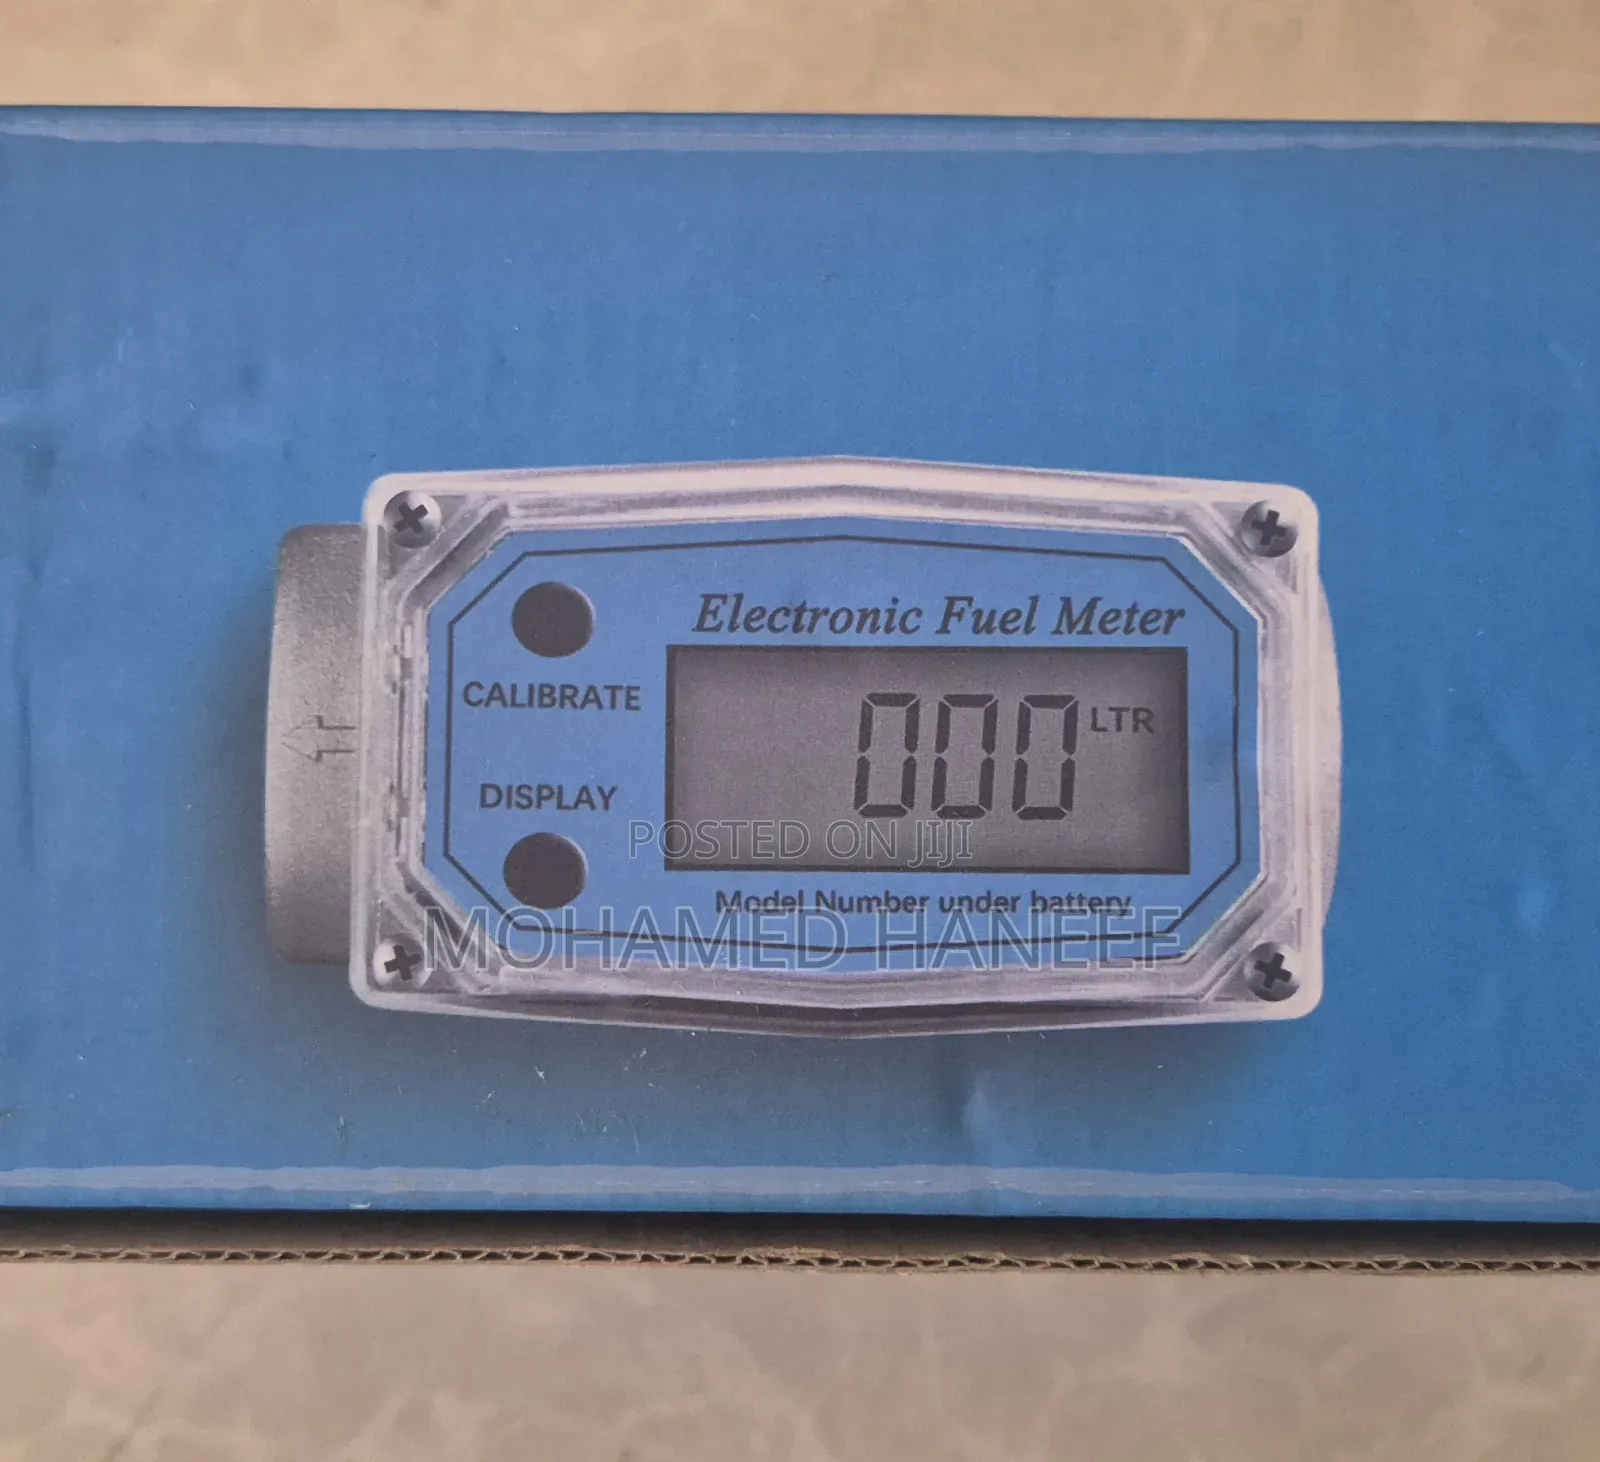 Electronic Fuel Meter
CALIBRATE
000 LTR
DISPLAY
POSTED ON JIJI
Model Number under battery
MOHAMED HANEEF